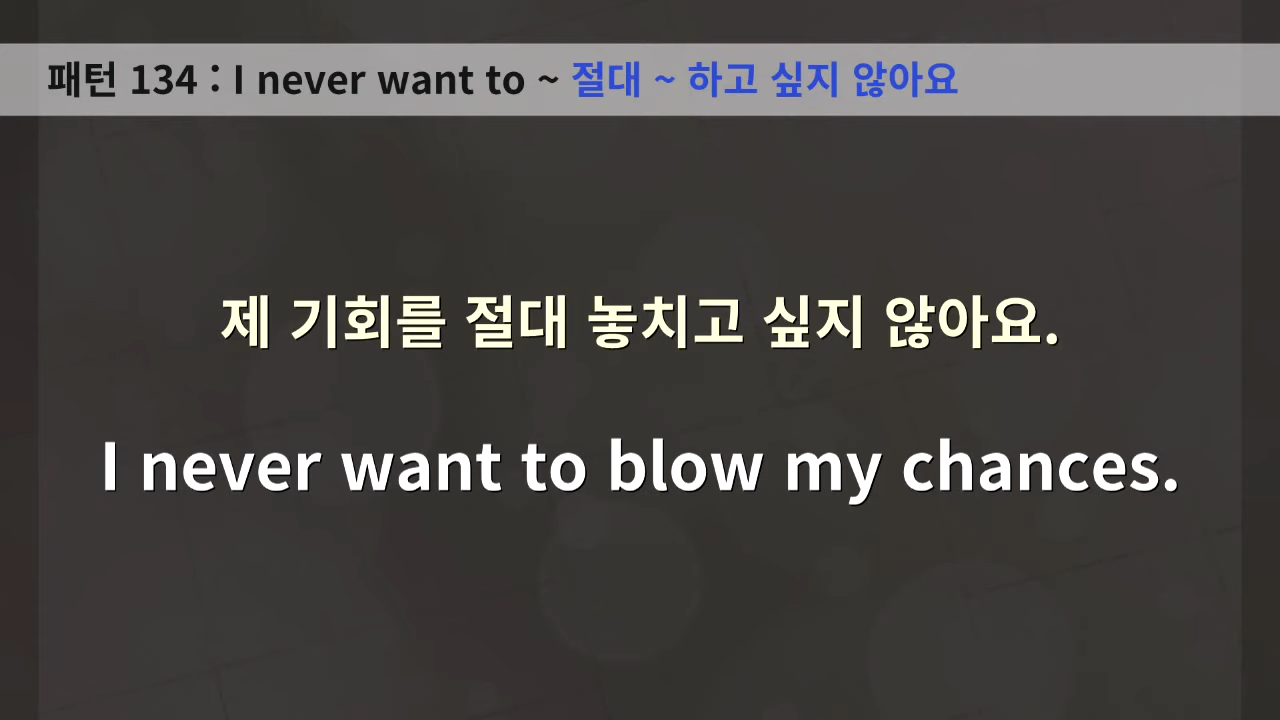 패턴 134 : I never want to ~ 절대 ~ 하고 싶지 않아요
제 기회를 절대 놓치고 싶지 않아요.
I never want to blow my chances.